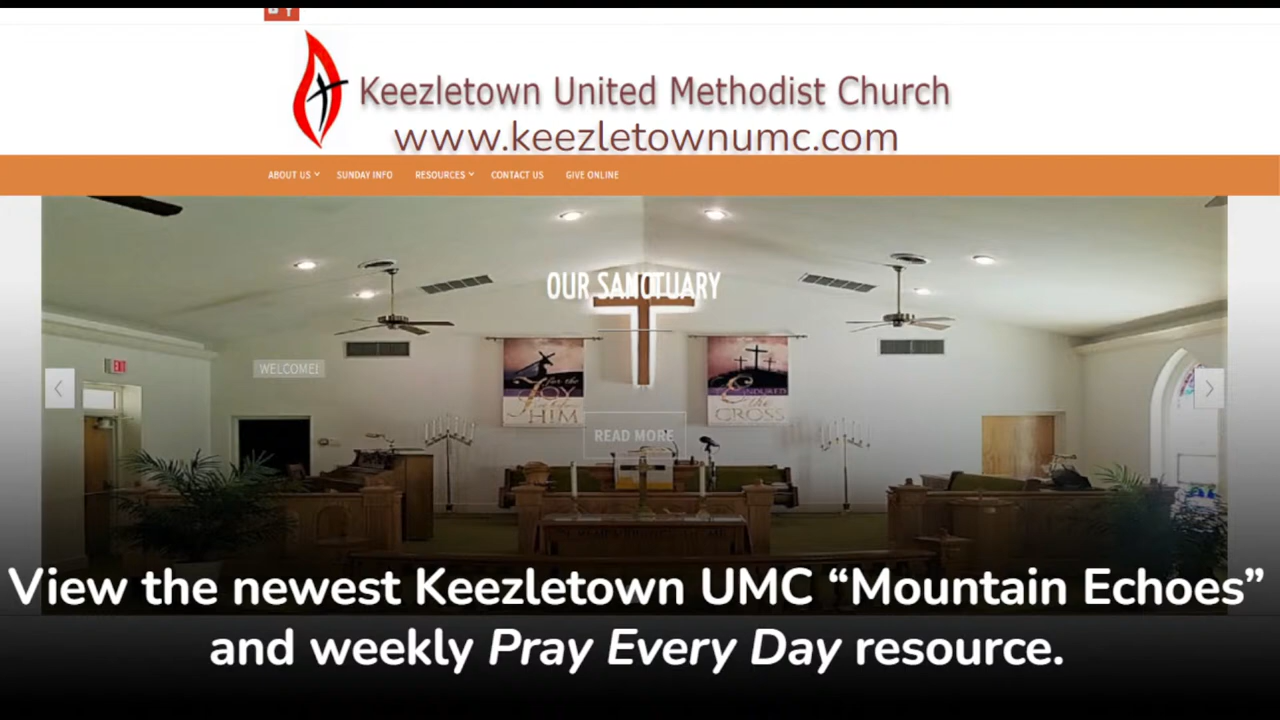 Keezletown United Methodist Church
www.keezletownumc.com
ABOUT US SUNDAY INFO RESOURCES CONTACT US GIVE ONLINE
OUR SANCTUARY
WELCOME!
for the
JOY
HIM
ENDURED
the
CROSS
READ MORE
View the newest Keezletown UMC “Mountain Echoes”
and weekly Pray Every Day resource.